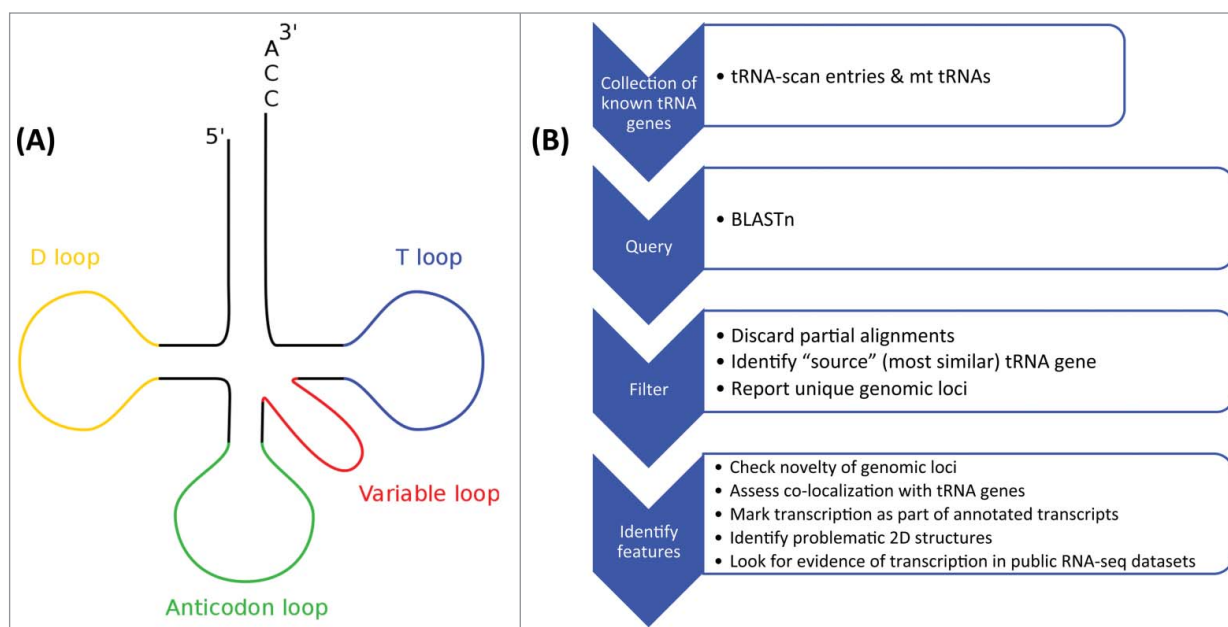 (A)
3'
A
C
C
5'
D loop
T loop
Variable loop
Anticodon loop
(B)
Collection of
known tRNA
genes
• tRNA-scan entries & mt tRNAs
Query
• BLASTn
Filter
• Discard partial alignments
• Identify “source” (most similar) tRNA gene
• Report unique genomic loci
Identify
features
• Check novelty of genomic loci
• Assess co-localization with tRNA genes
• Mark transcription as part of annotated transcripts
• Identify problematic 2D structures
• Look for evidence of transcription in public RNA-seq datasets